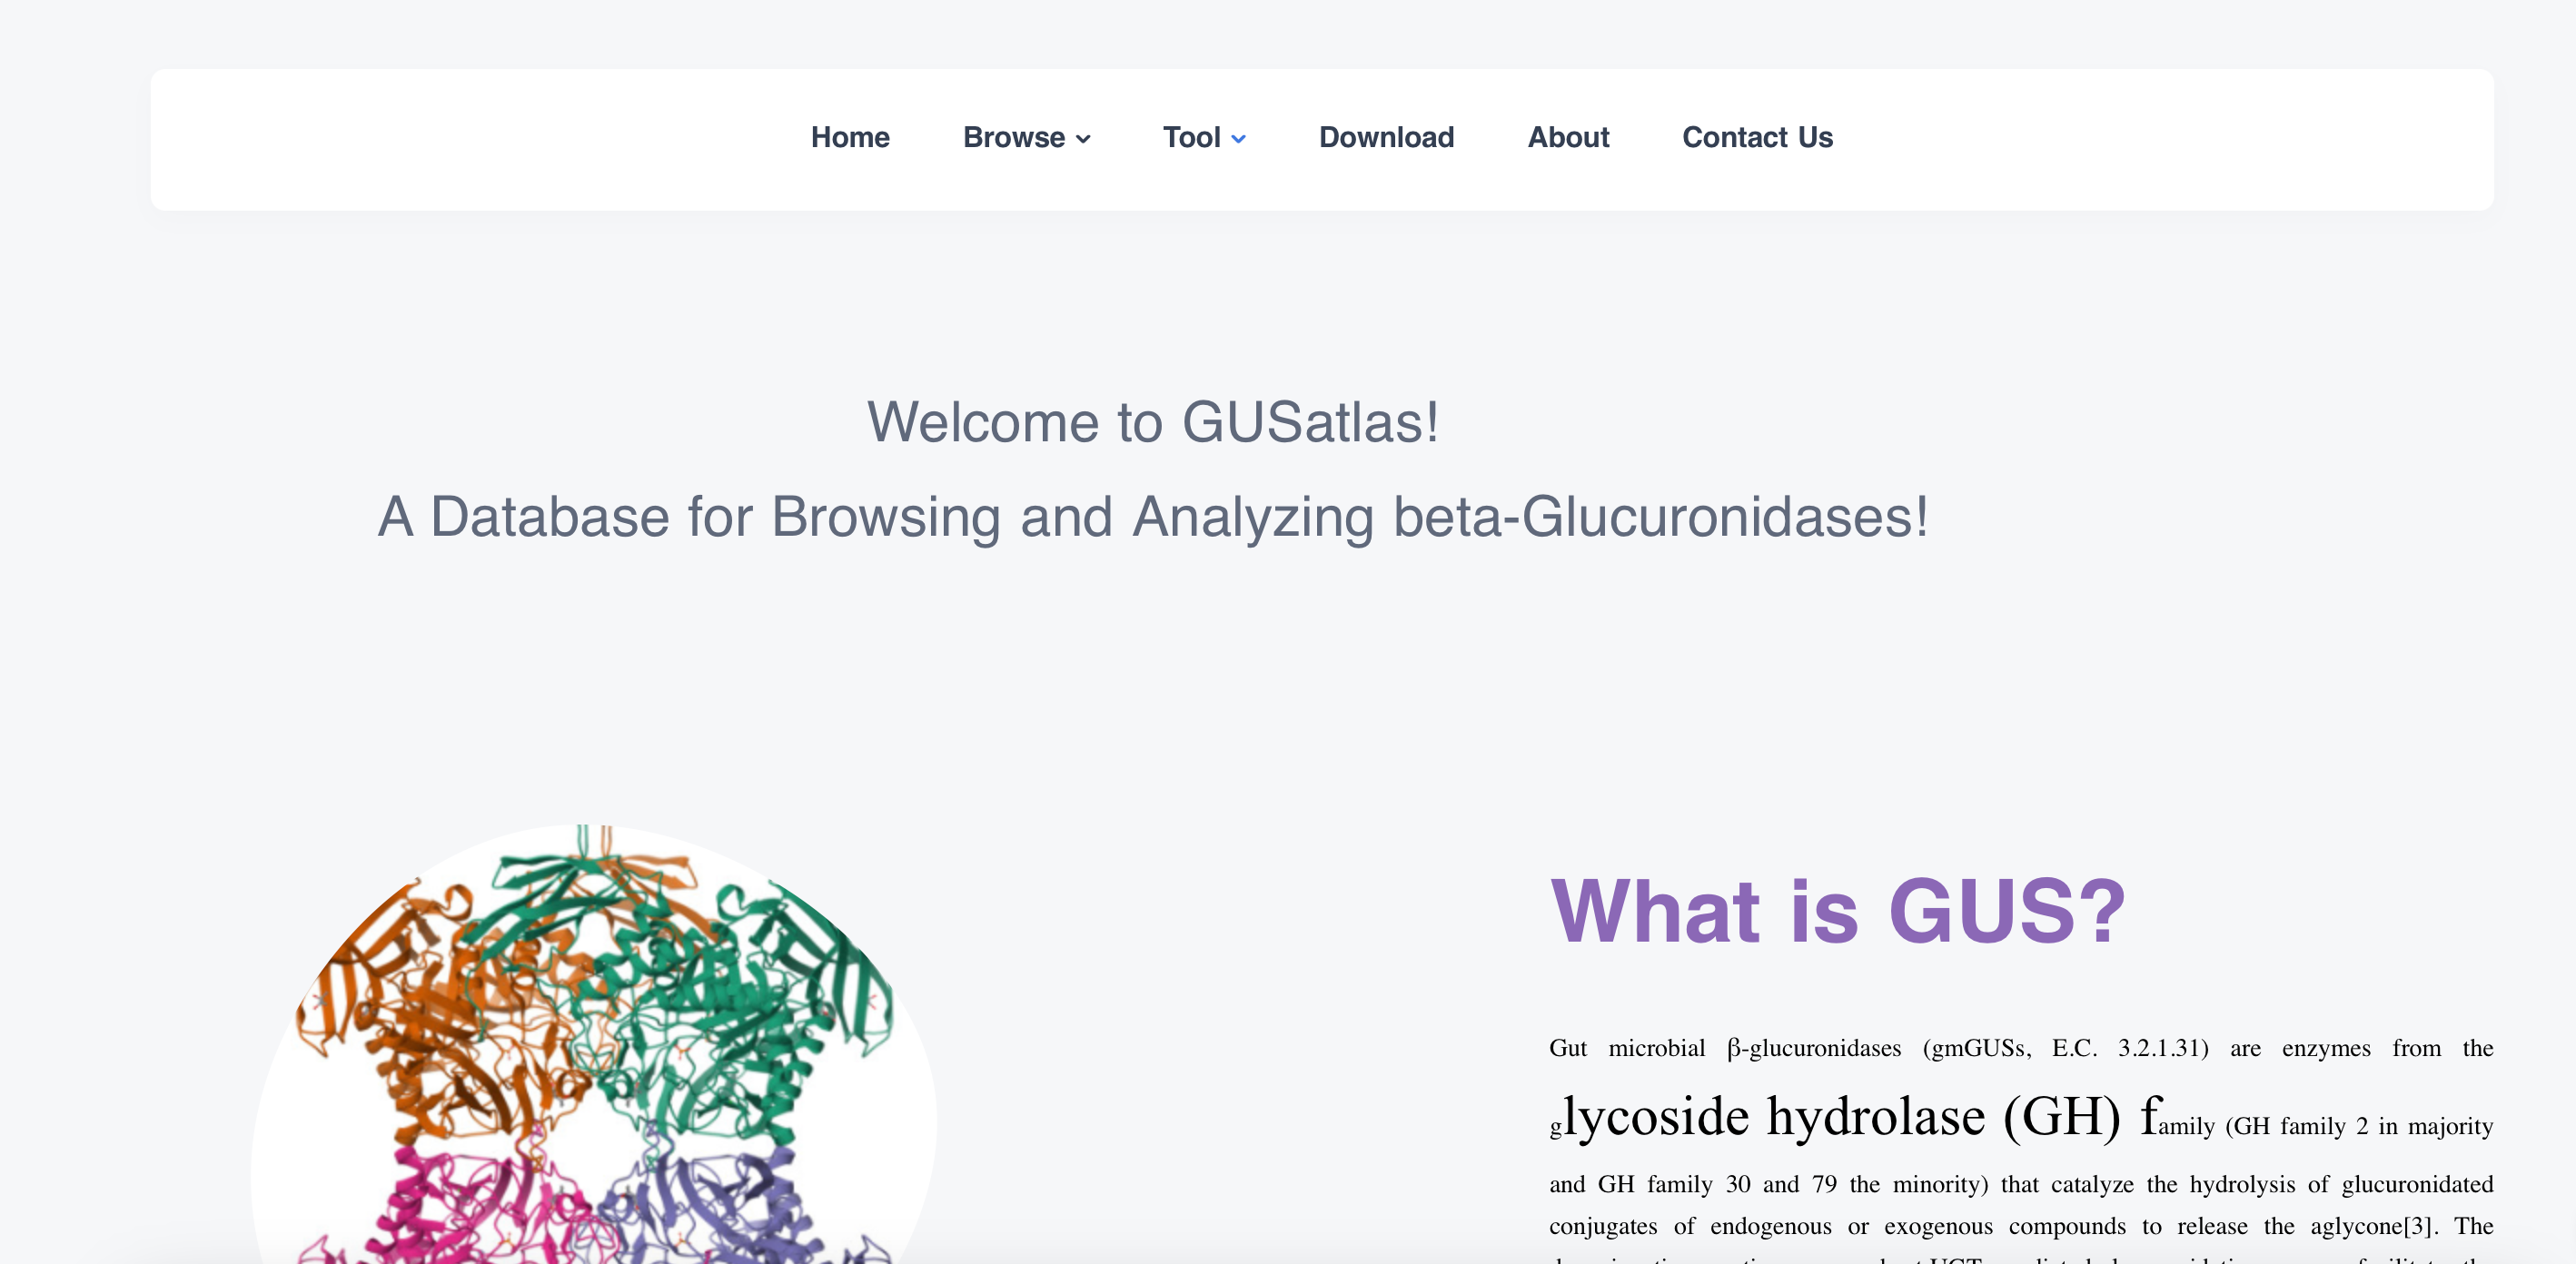 Home Browse Tool Download About Contact Us
Welcome to GUSatlas!
A Database for Browsing and Analyzing beta-Glucuronidases!
What is GUS?
Gut microbial β-glucuronidases (gmGUSs, E.C. 3.2.1.31) are enzymes from the
glycoside hydrolase (GH) family (GH family 2 in majority
and GH family 30 and 79 the minority) that catalyze the hydrolysis of glucuronidated
conjugates of endogenous or exogenous compounds to release the aglycone[3]. The